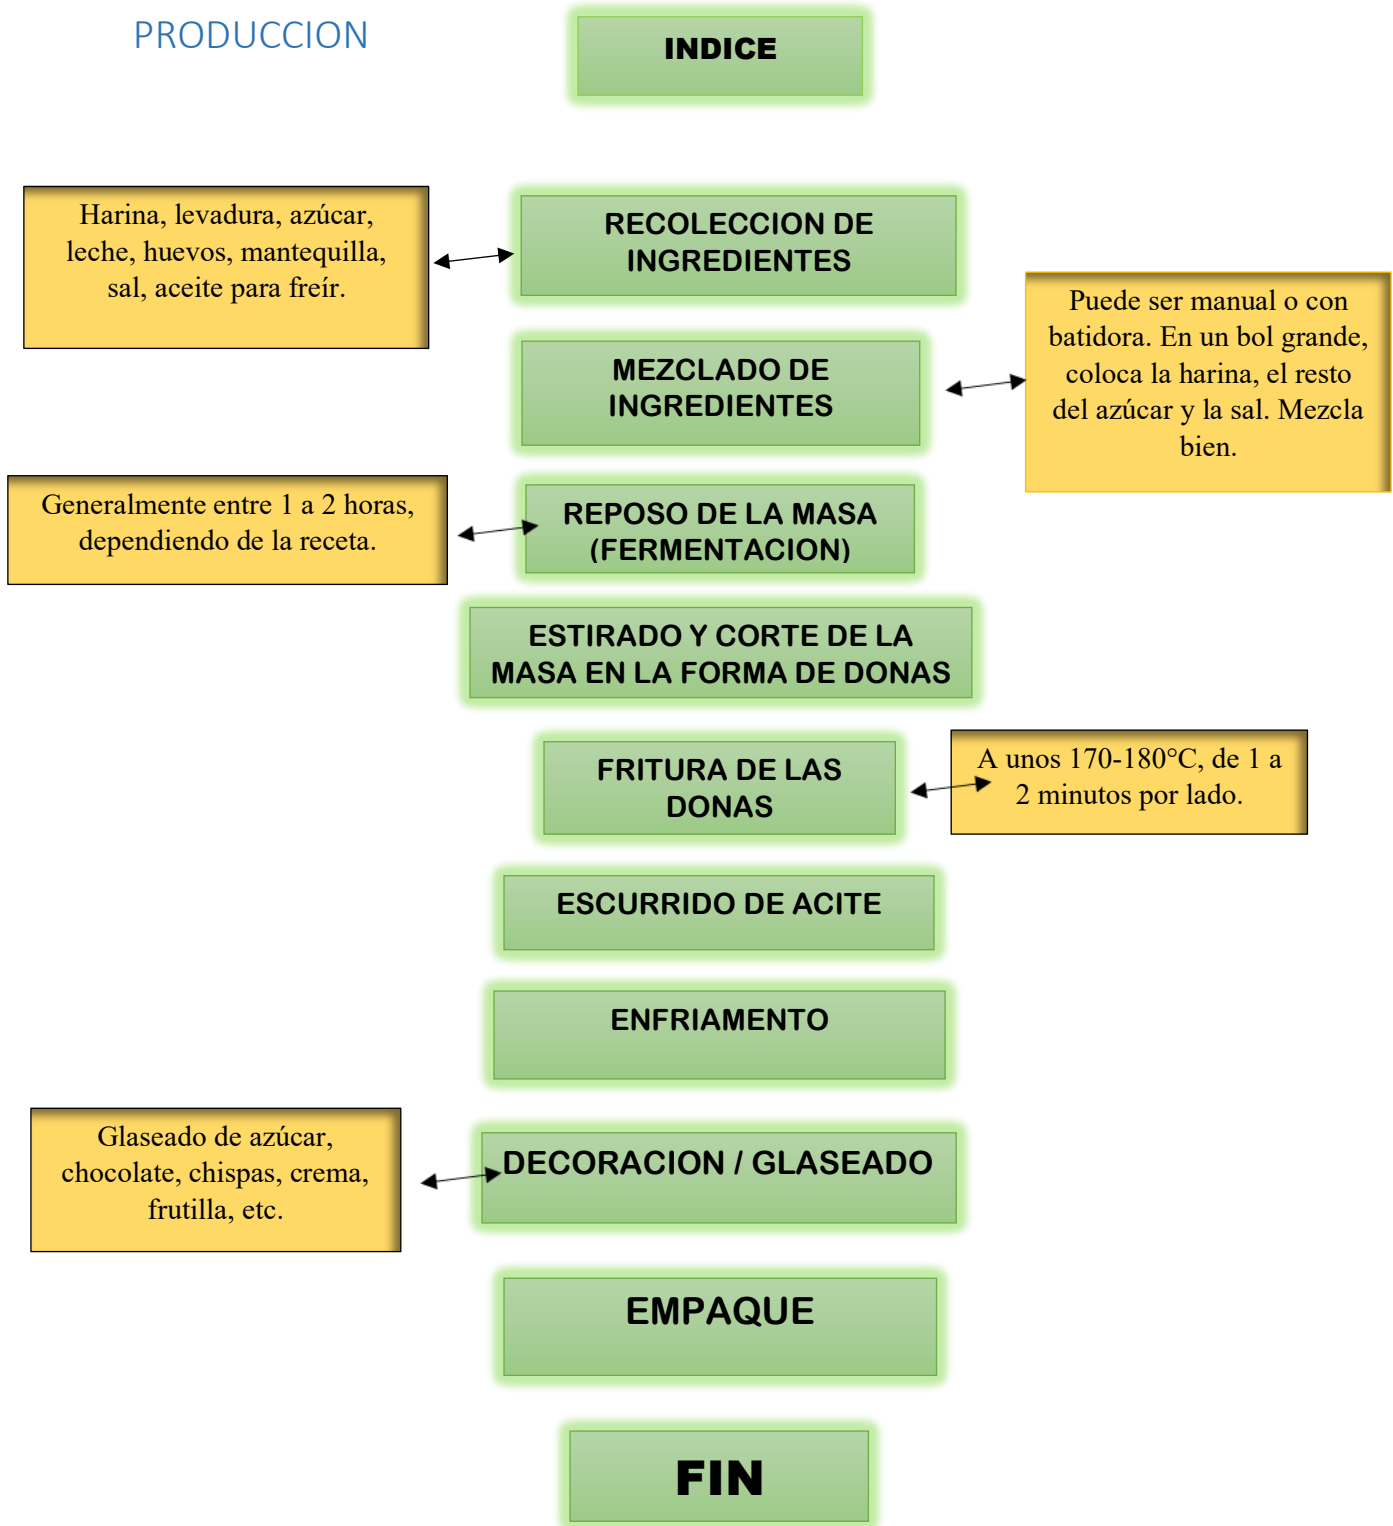 PRODUCCION
INDICE
Harina, levadura, azúcar,
leche, huevos, mantequilla,
sal, aceite para freír.
RECOLECCION DE
INGREDIENTES
MEZCLADO DE
INGREDIENTES
Puede ser manual o con
batidora. En un bol grande,
coloca la harina, el resto
del azúcar y la sal. Mezcla
bien.
Generalmente entre 1 a 2 horas,
dependiendo de la receta.
REPOSO DE LA MASA
(FERMENTACION)
ESTIRADO Y CORTE DE LA
MASA EN LA FORMA DE DONAS
FRITURA DE LAS
DONAS
A unos 170-180°C, de 1 a
2 minutos por lado.
ESCURRIDO DE ACITE
ENFRIAMENTO
Glaseado de azúcar,
chocolate, chispas, crema,
frutilla, etc.
DECORACION / GLASEADO
EMPAQUE
FIN